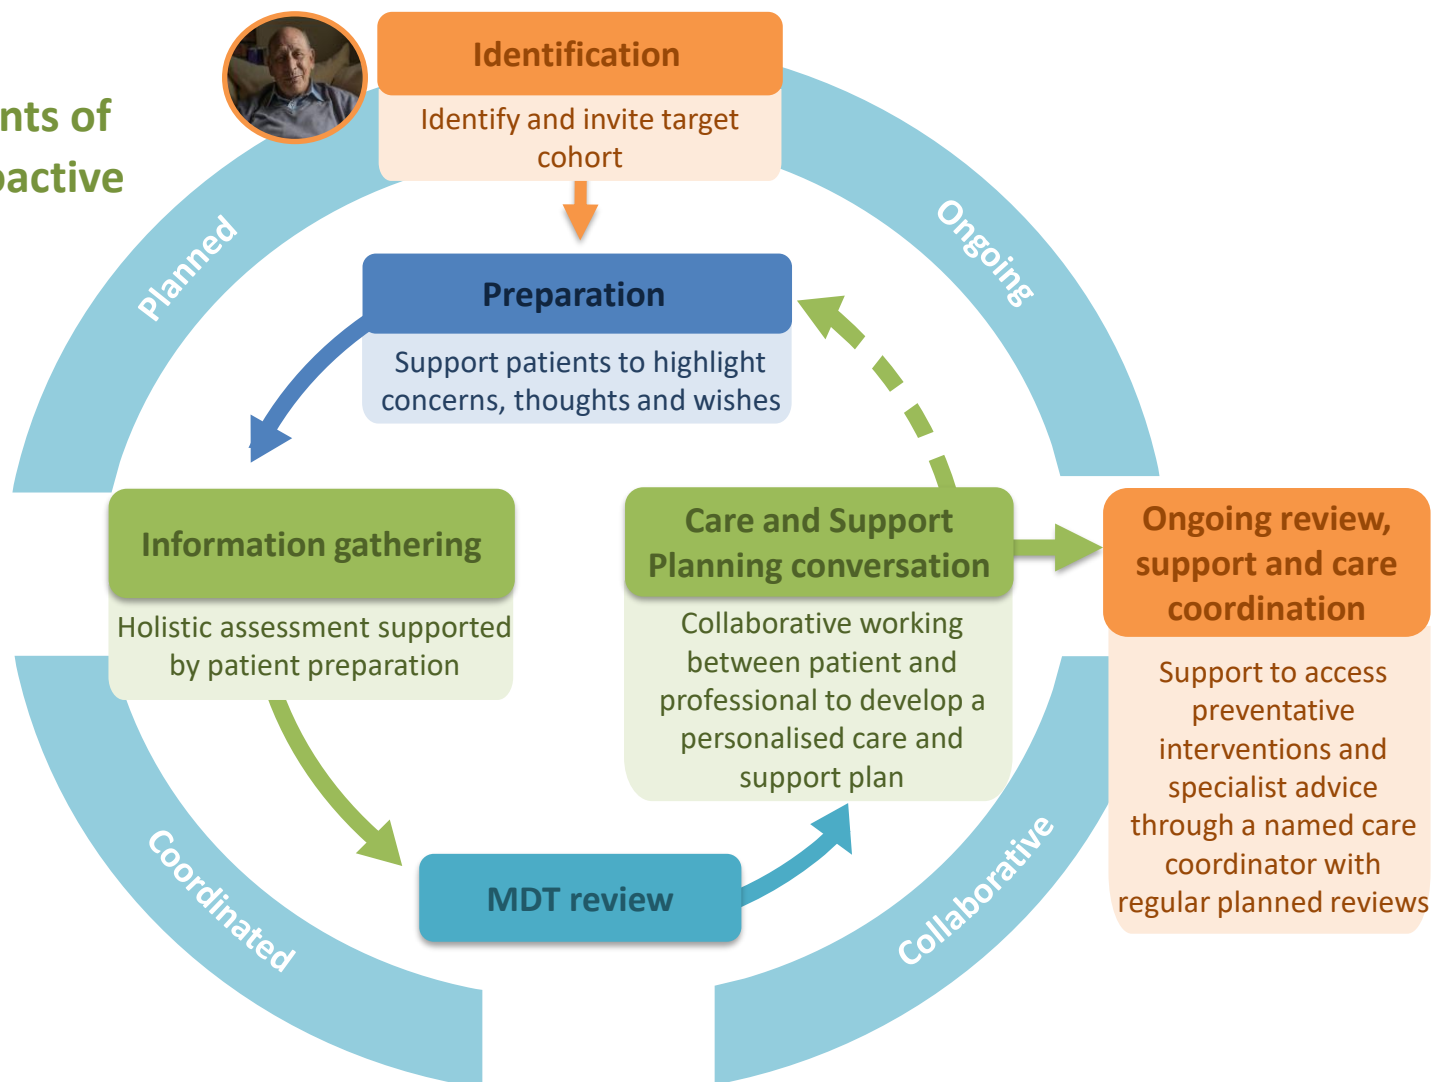 nts of
oactive
Identification
Identify and invite target
cohort
Planned
Ongoing
Preparation
Support patients to highlight
concerns, thoughts and wishes
Information gathering
Holistic assessment supported
by patient preparation
Care and Support
Planning conversation
Collaborative working
between patient and
professional to develop a
personalised care and
support plan
Ongoing review,
support and care
coordination
Support to access
preventative
interventions and
specialist advice
through a named care
coordinator with
regular planned reviews
MDT review
Coordinated
Collaborative